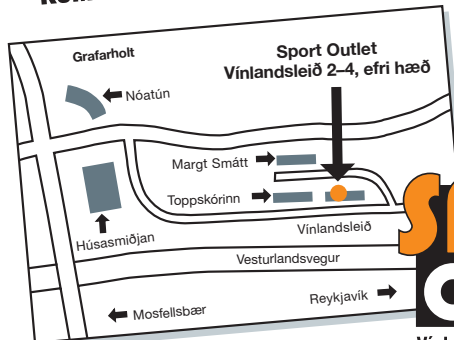 Grafarholt
Sport Outlet
Vínlandsleið 2–4, efri hæð
Nóatún
Margt Smátt
Toppskórinn
Húsasmiðjan
Vínlandsleið
Vesturlandsvegur
Reykjavík
Mosfellsbær